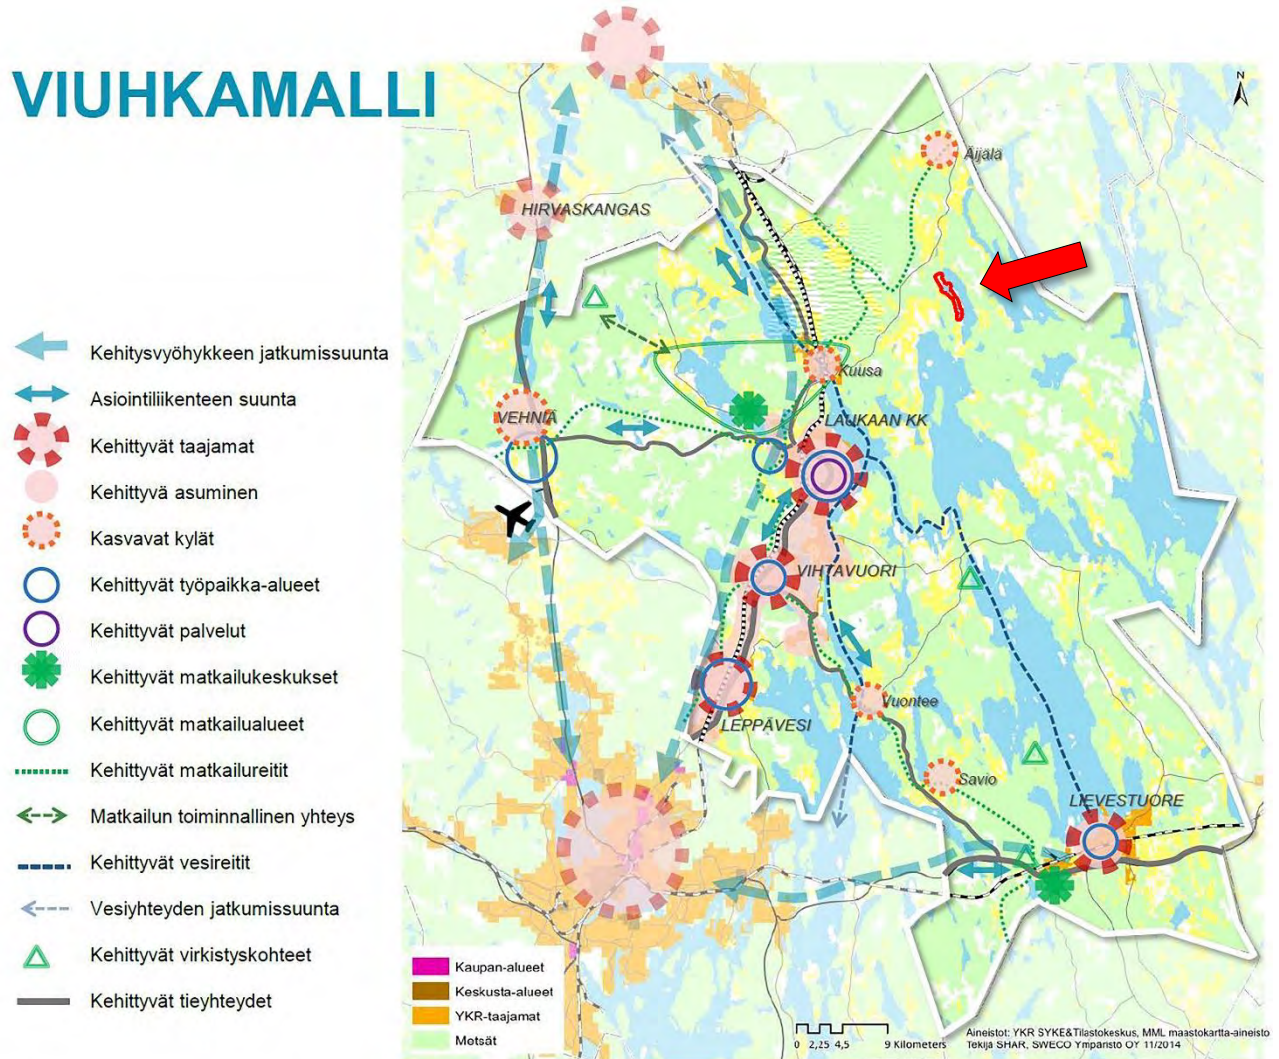 VIUHKAMALLI
N
Äijälä
HIRVASKANGAS
Kuusa
VEHNIÄ
LAUKAAN KK
VIHTAVUORI
LEPPÄVESI
Vuontee
Savio
LIEVESTUORE
Kehitysvyöhykkeen jatkumissuunta
Asiointiliikenteen suunta
Kehittyvät taajamat
Kehittyvä asuminen
Kasvavat kylät
Kehittyvät työpaikka-alueet
Kehittyvät palvelut
Kehittyvät matkailukeskukset
Kehittyvät matkailualueet
Kehittyvät matkailureitit
Matkailun toiminnallinen yhteys
Kehittyvät vesireitit
Vesiyhteyden jatkumissuunta
Kehittyvät virkistyskohteet
Kehittyvät tieyhteydet
Kaupan-alueet
Keskusta-alueet
YKR-taajamat
Metsät
0 2,25 4,5 9 Kilometers
Aineistot: YKR SYKE&Tilastokeskus, MML maastokartta-aineisto
Tekijä SHAR, SWECO Ympäristö OY 11/2014